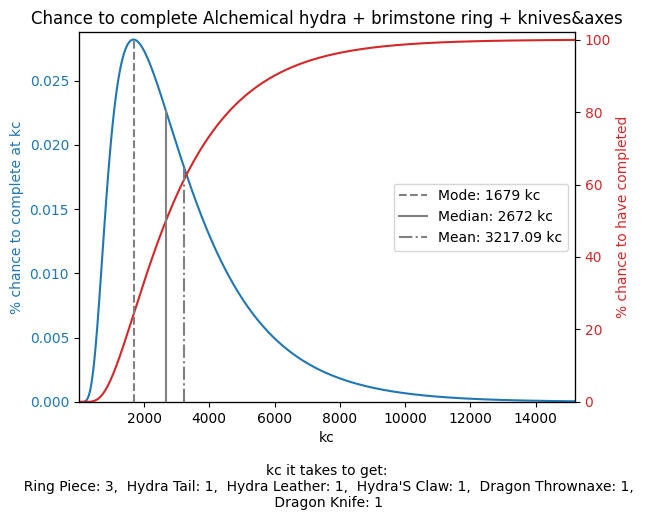 Chance to complete Alchemical hydra + brimstone ring + knives&axes
% chance to complete at kc
0.025
0.020
0.015
0.010
0.005
0.000
2000 4000 6000 8000 10000 12000 14000
kc
100
80
60
40
20
0
% chance to have completed
Mode: 1679 kc
Median: 2672 kc
Mean: 3217.09 kc
kc it takes to get:
Ring Piece: 3, Hydra Tail: 1, Hydra Leather: 1, Hydra'S Claw: 1, Dragon Thrownaxe: 1,
Dragon Knife: 1